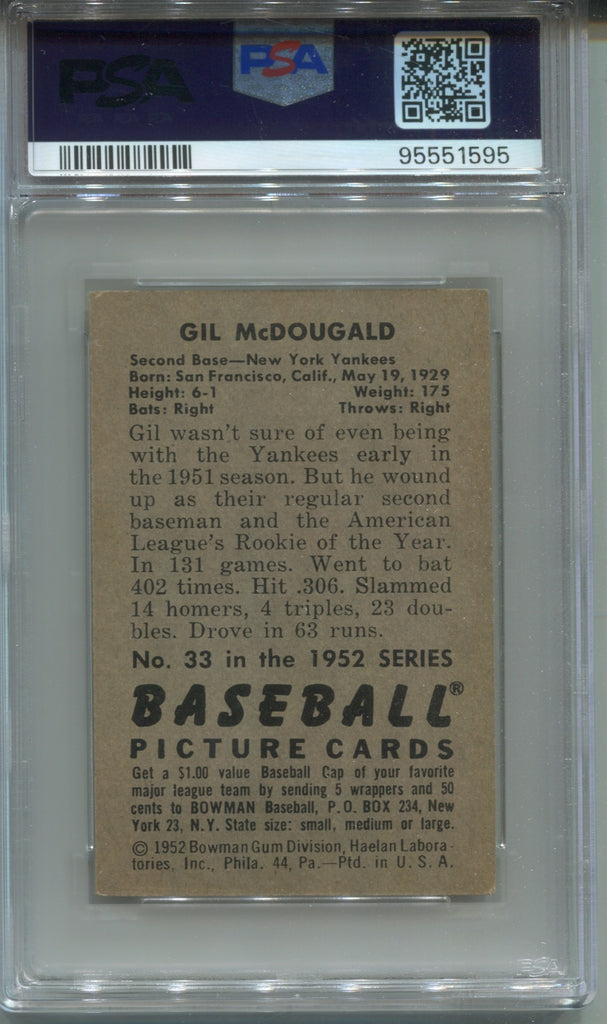 PSA
PSA
95551595
GIL McDOUGALD
Second Base—New York Yankees
Born: San Francisco, Calif., May 19, 1929
Height: 6-1 Weight: 175
Bats: Right Throws: Right
Gil wasn't sure of even being
with the Yankees early in
the 1951 season. But he wound
up as their regular second
baseman and the American
League's Rookie of the Year.
In 131 games. Went to bat
402 times. Hit .306. Slammed
14 homers, 4 triples, 23 dou-
bles. Drove in 63 runs.
No. 33 in the 1952 SERIES
BASEBALL®
PICTURE CARDS
Get a $1.00 value Baseball Cap of your favorite
major league team by sending 5 wrappers and 50
cents to BOWMAN Baseball, P.O. BOX 234, New
York 23, N.Y. State size: small, medium or large.
© 1952 Bowman Gum Division, Haelan Labora-
tories, Inc., Phila. 44, Pa.—Ptd. in U.S.A.
PSA